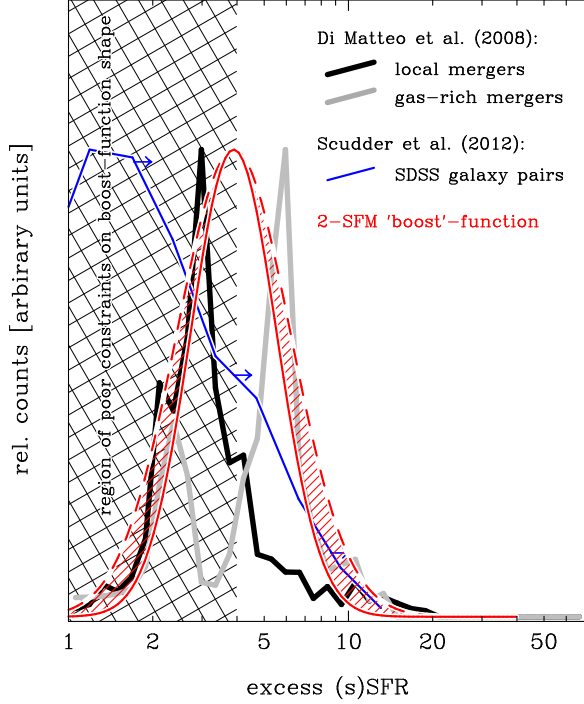 Di Matteo et al. (2008):
local mergers
gas-rich mergers
Scudder et al. (2012):
SDSS galaxy pairs
2-SFM 'boost'-function
region of poor constraints on boost-function shape
rel. counts [arbirary units]
1 2 5 10 20 50
excess (s)SFR